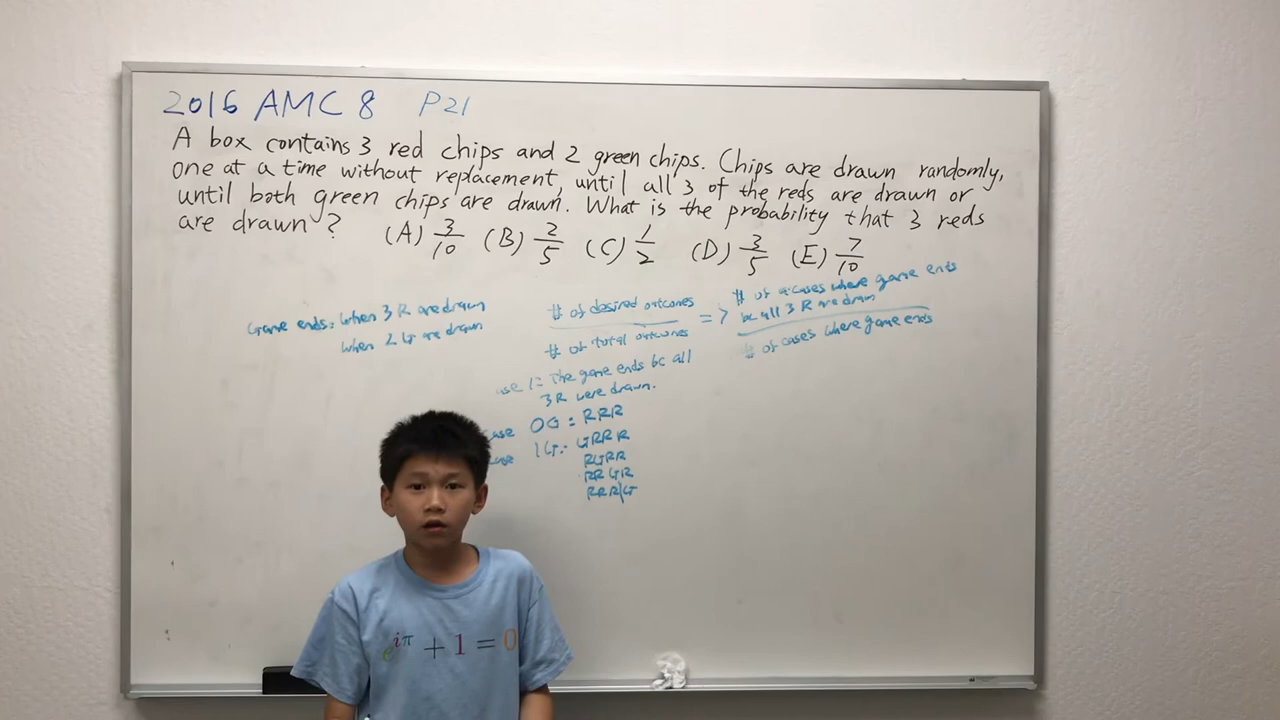 2016 AMC 8 P21
A box contains 3 red chips and 2 green chips. Chips are drawn randomly,
one at a time without replacement, until all 3 of the reds are drawn or
until both green chips are drawn. What is the probability that 3 reds
are drawn? (A) 3/10 (B) 2/5 (C) 1/2 (D) 3/5 (E) 7/10
Game ends: when 3 R are drawn
when 2 G are drawn
# of desired outcomes
# of total outcomes
=> # of cases where game ends
bc all 3 R are drawn
# of cases where game ends
1: The game ends bc all
3R were drawn.
case 0G: RRR
case 1G: GRRR
RGRR
RRGR
RRR|G
e^iπ + 1 = 0